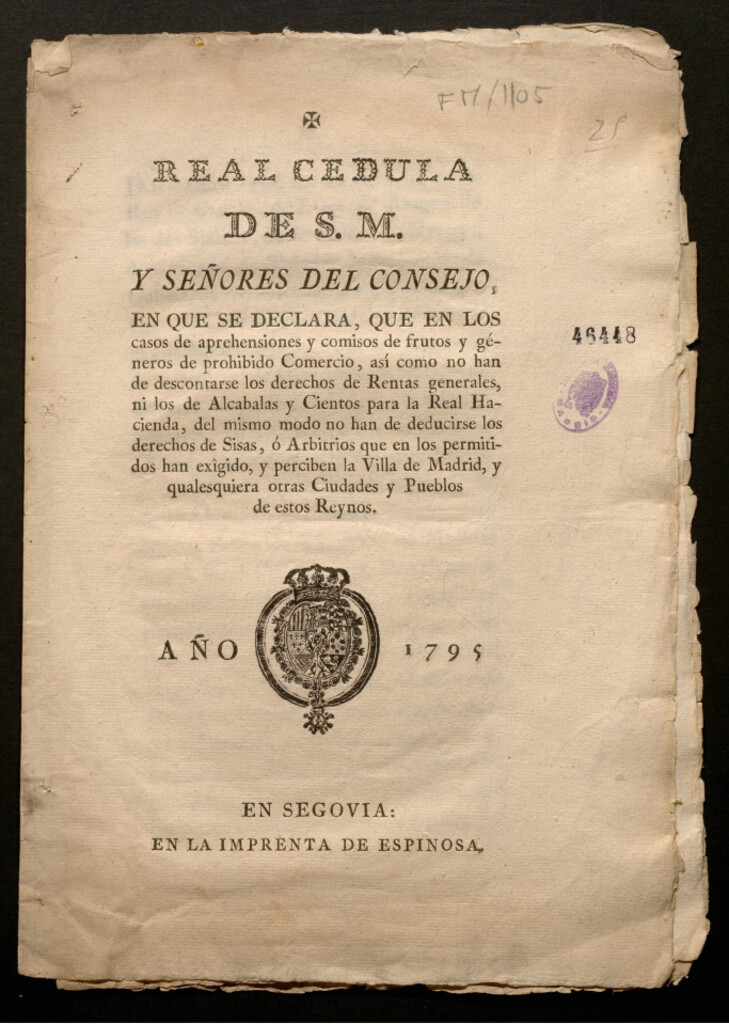 FM/1105
25
✠
REAL CEDULA
DE S. M.
Y SEÑORES DEL CONSEJO,
EN QUE SE DECLARA, QUE EN LOS
casos de aprehensiones y comisos de frutos y gé-
neros de prohibido Comercio, así como no han
de descontarse los derechos de Rentas generales,
ni los de Alcabalas y Cientos para la Real Ha-
cienda, del mismo modo no han de deducirse los
derechos de Sisas, ó Arbitrios que en los permiti-
dos han exîgido, y perciben la Villa de Madrid, y
qualesquiera otras Ciudades y Pueblos
de estos Reynos.
46448
AÑO 1795
EN SEGOVIA:
EN LA IMPRENTA DE ESPINOSA.